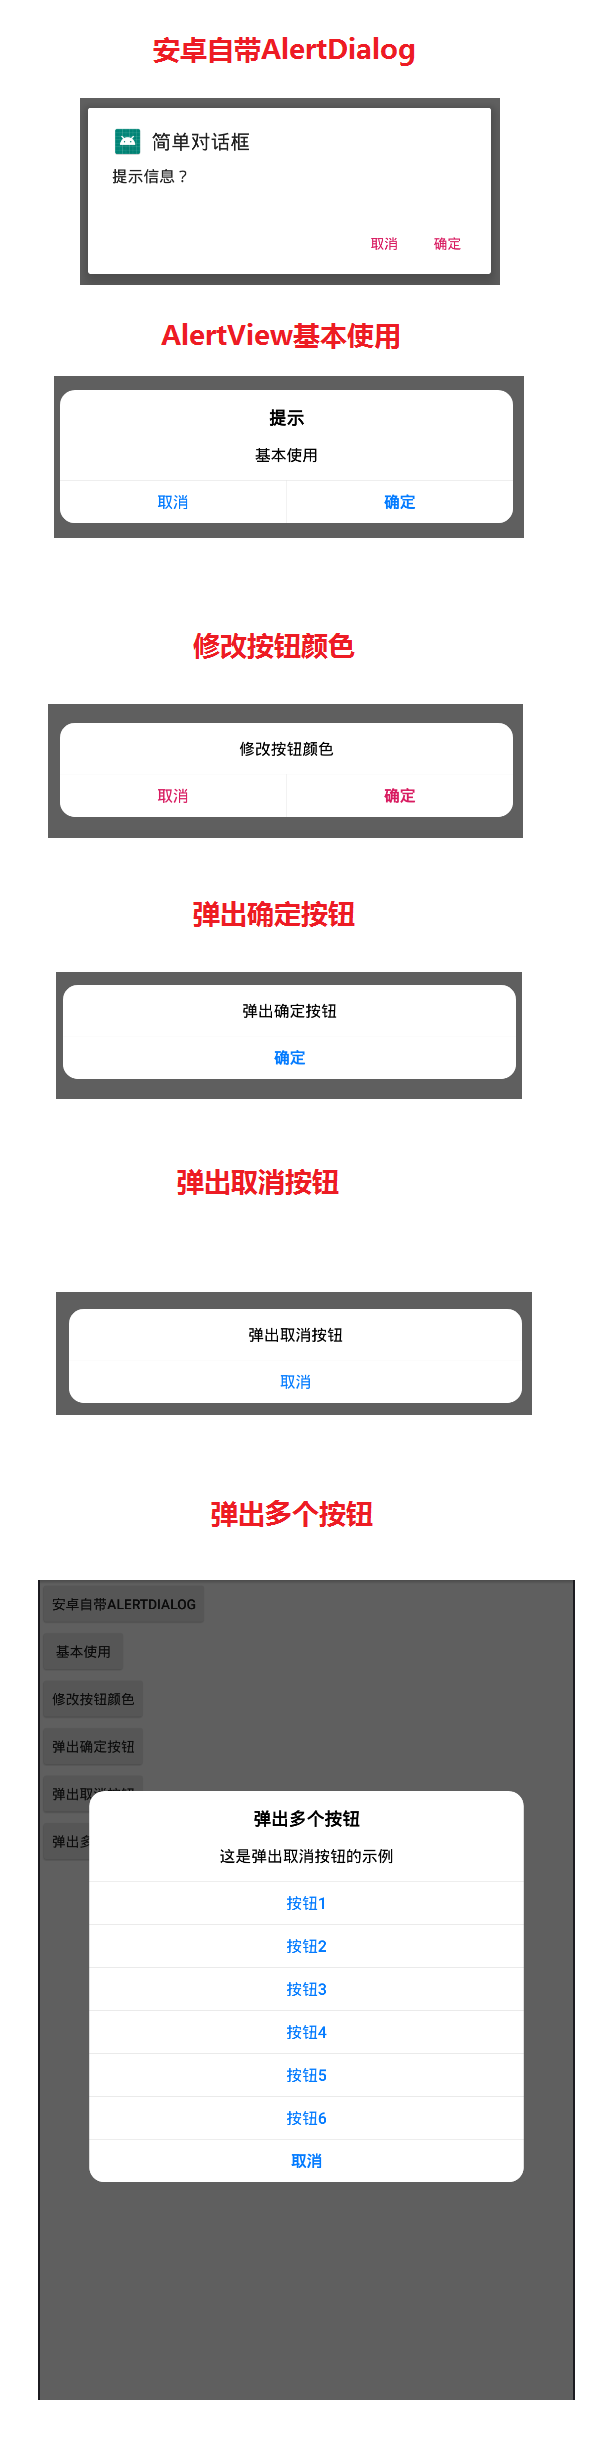 安卓自带AlertDialog
简单对话框
提示信息？
取消 确定
AlertView基本使用
提示
基本使用
取消 确定
修改按钮颜色
修改按钮颜色
取消 确定
弹出确定按钮
弹出确定按钮
确定
弹出取消按钮
弹出取消按钮
取消
弹出多个按钮
安卓自带ALERTDIALOG
基本使用
修改按钮颜色
弹出确定按钮
弹出取消按钮
弹出多
弹出多个按钮
这是弹出取消按钮的示例
按钮1
按钮2
按钮3
按钮4
按钮5
按钮6
取消